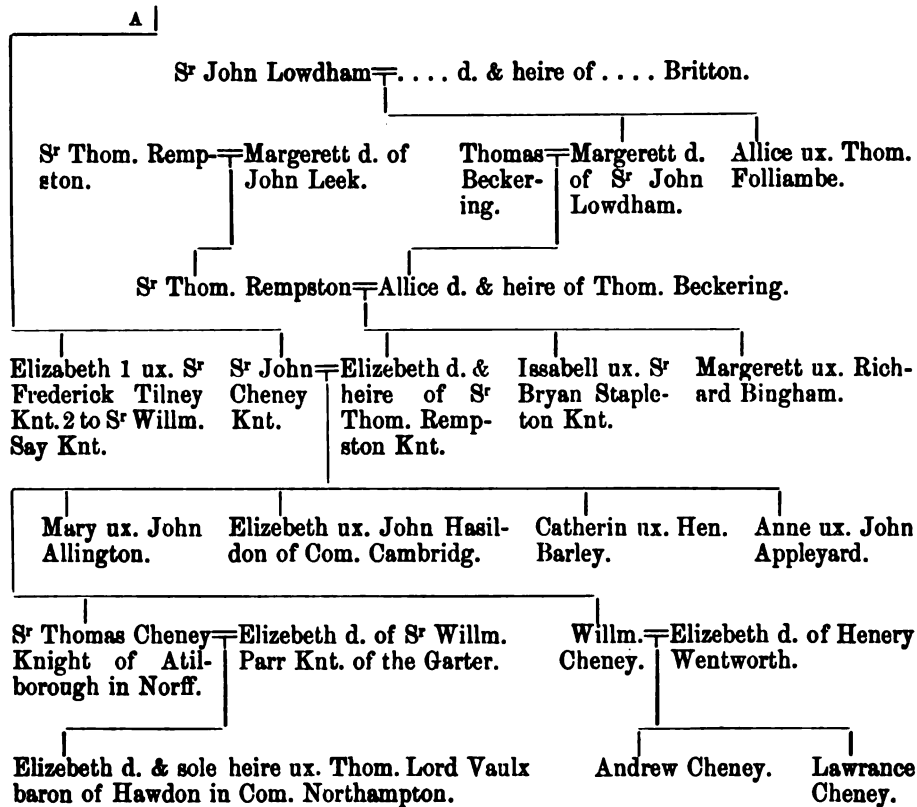 A
Sr John Lowdham = . . . . d. & heire of . . . . Britton.
Sr Thom. Remp-
ston.
Margerett d. of
John Leek.
Thomas
Becker-
ing.
Margerett d.
of Sr John
Lowdham.
Allice ux. Thom.
Folliambe.
Sr Thom. Rempston = Allice d. & heire of Thom. Beckering.
Elizabeth 1 ux. Sr
Frederick Tilney
Knt. 2 to Sr Willm.
Say Knt.
Sr John
Cheney
Knt.
Elizebeth d. &
heire of Sr
Thom. Remp-
ston Knt.
Issabell ux. Sr
Bryan Staple-
ton Knt.
Margerett ux. Rich-
ard Bingham.
Mary ux. John
Allington.
Elizebeth ux. John Hasil-
don of Com. Cambridg.
Catherin ux. Hen.
Barley.
Anne ux. John
Appleyard.
Sr Thomas Cheney
Knight of Atil-
borough in Norff.
Elizebeth d. of Sr Willm.
Parr Knt. of the Garter.
Willm.
Cheney.
Elizebeth d. of Henery
Wentworth.
Elizebeth d. & sole heire ux. Thom. Lord Vaulx
baron of Hawdon in Com. Northampton.
Andrew Cheney.
Lawrance
Cheney.